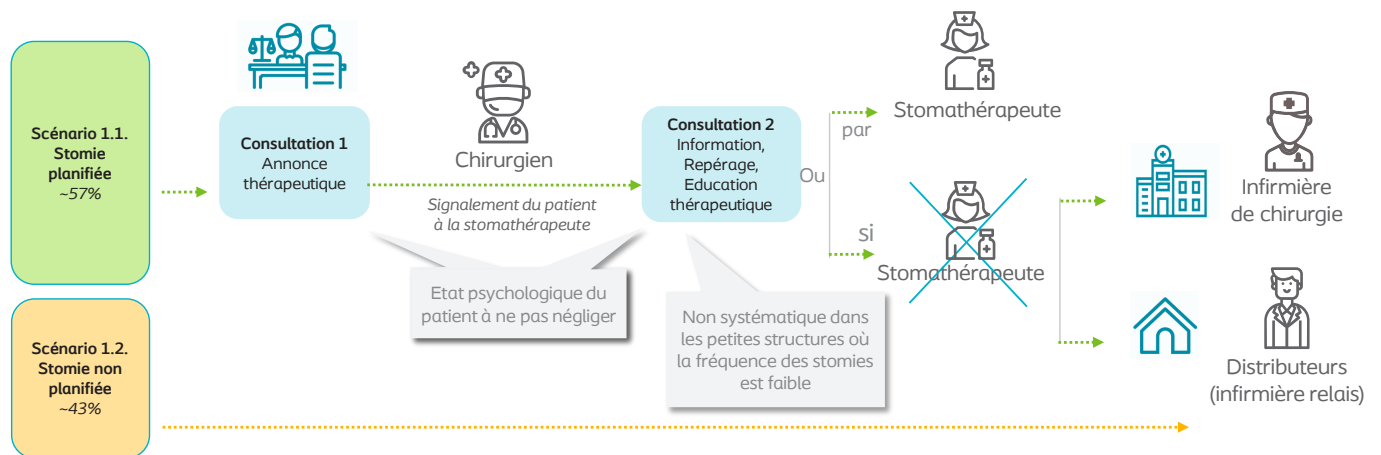 Scénario 1.1.
Stomie
planifiée
~57%
Consultation 1
Annonce
thérapeutique
Chirurgien
Signalement du patient
à la stomathérapeute
Consultation 2
Information,
Repérage,
Education
thérapeutique
Ou
par
Stomathérapeute
si
Stomathérapeute
Infirmière
de chirurgie
Distributeurs
(infirmière relais)
Etat psychologique du
patient à ne pas négliger
Non systématique dans
les petites structures où
la fréquence des stomies
est faible
Scénario 1.2.
Stomie non
planifiée
~43%